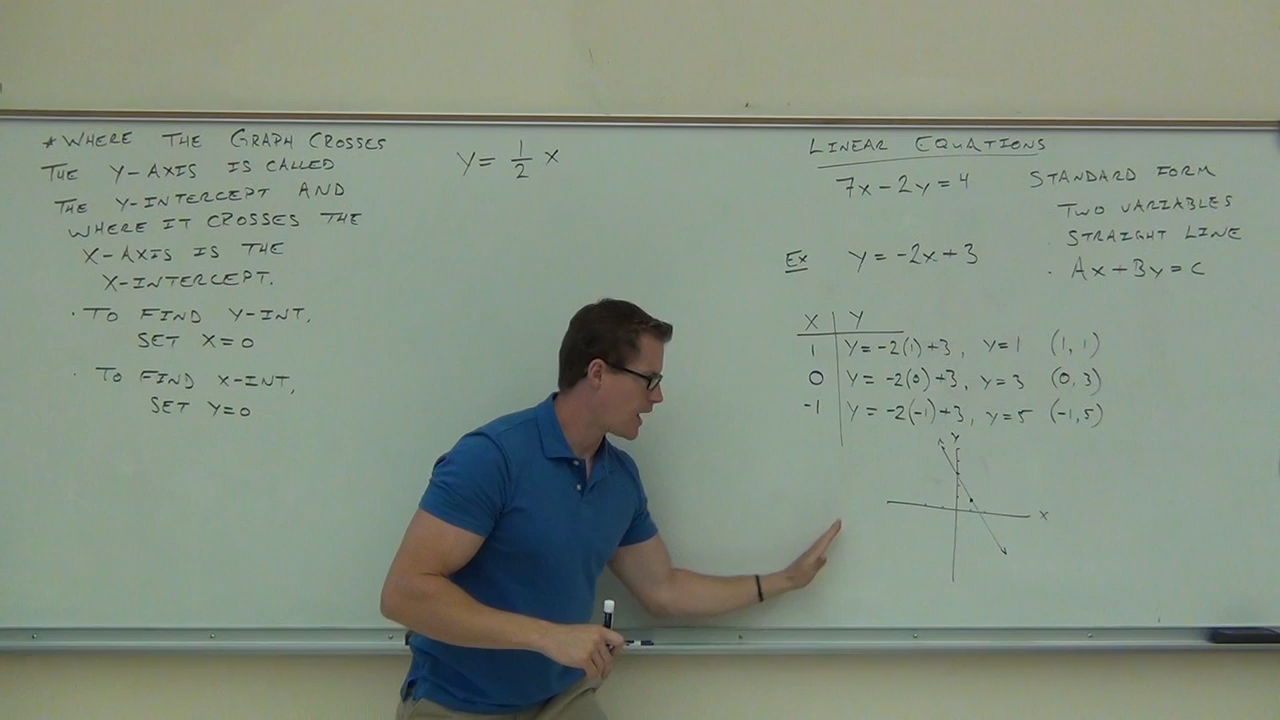 *WHERE THE GRAPH CROSSES
THE Y-AXIS IS CALLED
THE Y-INTERCEPT AND
WHERE IT CROSSES THE
X-AXIS IS THE
X-INTERCEPT.
· TO FIND Y-INT,
SET X=0
· TO FIND X-INT,
SET Y=0
y = 1/2 x
LINEAR EQUATIONS
7x-2y=4
STANDARD FORM
TWO VARIABLES
STRAIGHT LINE
· Ax+By=C
Ex y=-2x+3
X Y
1 y=-2(1)+3, y=1 (1,1)
0 y=-2(0)+3, y=3 (0,3)
-1 y=-2(-1)+3, y=5 (-1,5)
Y
X